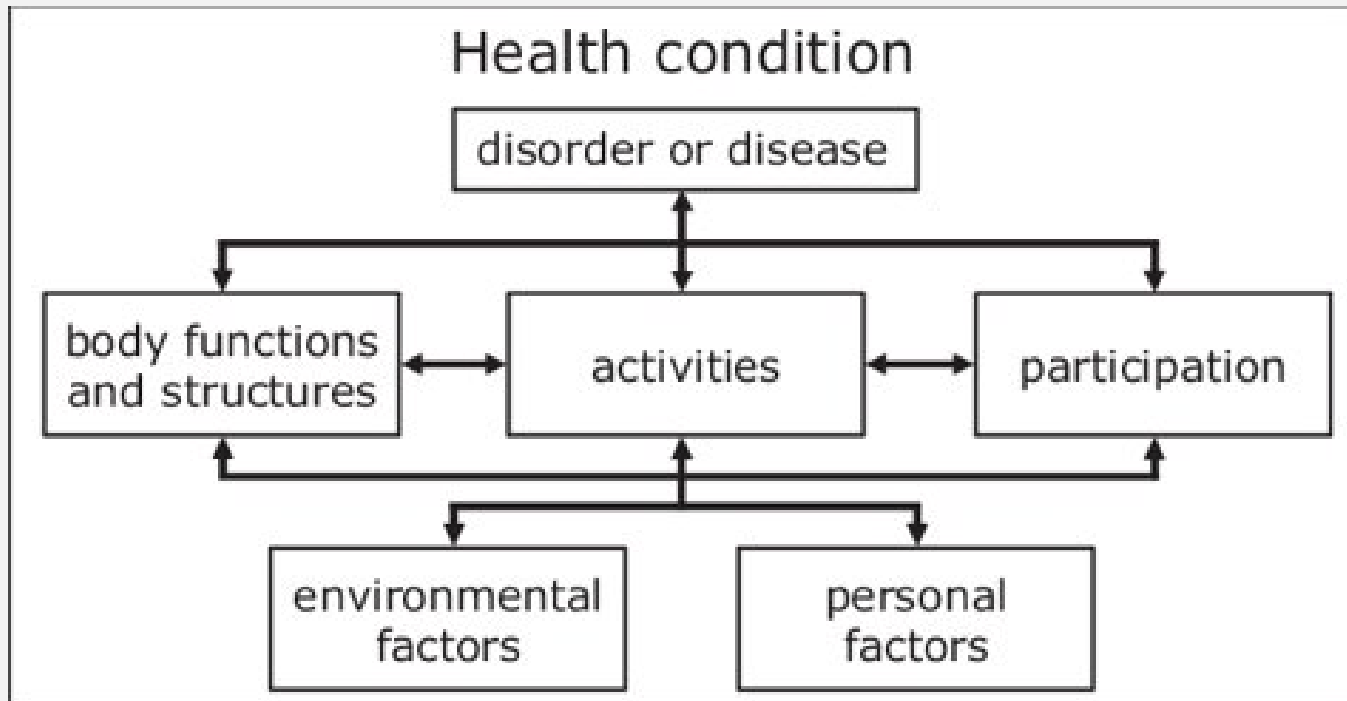 Health condition
disorder or disease
body functions
and structures
activities
participation
environmental
factors
personal
factors